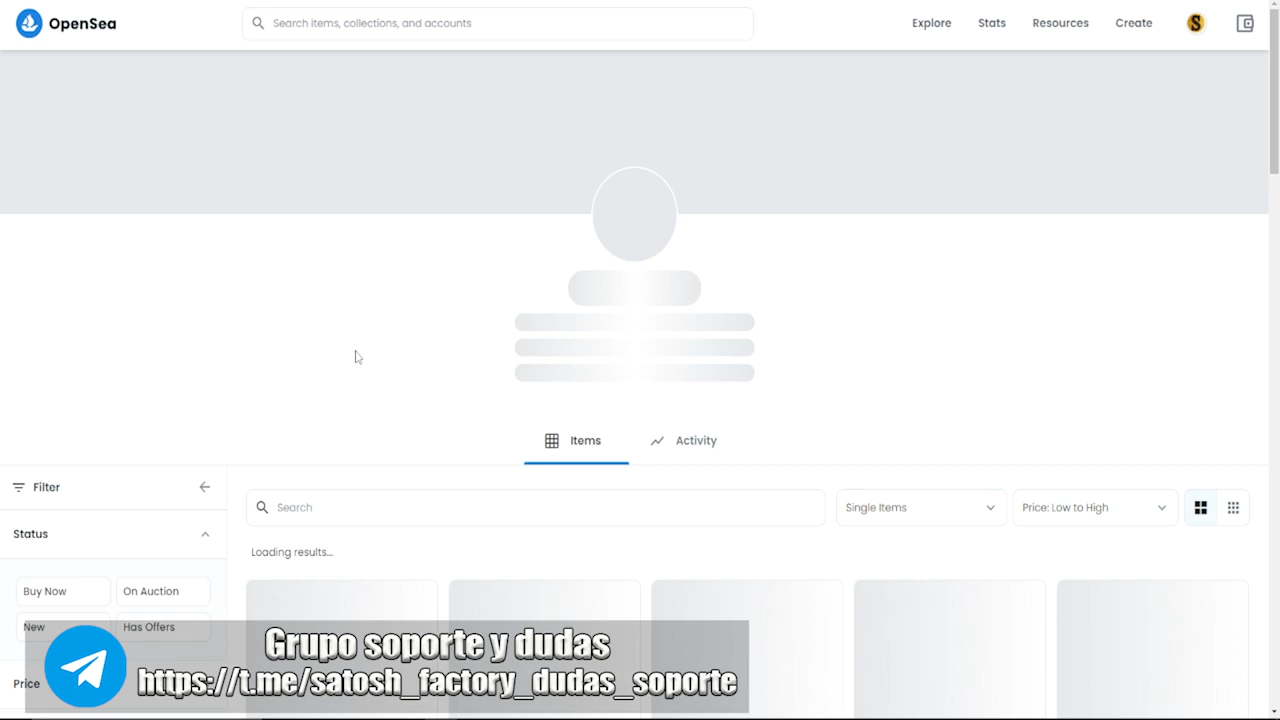 OpenSea
Search items, collections, and accounts
Explore
Stats
Resources
Create
S
Items
Activity
Filter
Search
Single Items
Price: Low to High
Status
Loading results...
Buy Now
On Auction
New
Has Offers
Price
Grupo soporte y dudas
https://t.me/satosh_factory_dudas_soporte